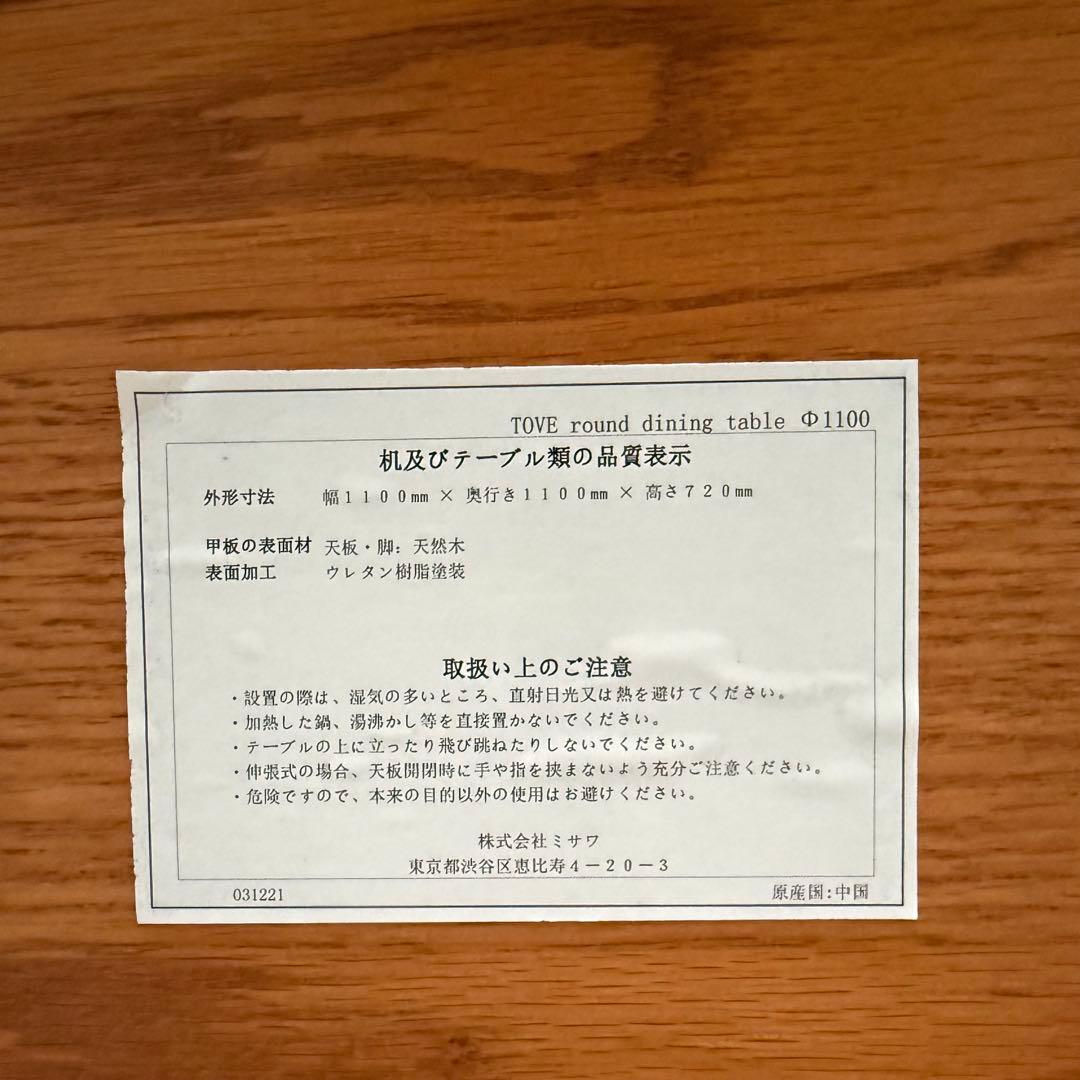 TOVE round dining table Φ1100
机及びテーブル類の品質表示
外形寸法 幅1100㎜ × 奥行き1100㎜ × 高さ720㎜
甲板の表面材 天板・脚：天然木
表面加工 ウレタン樹脂塗装
取扱い上のご注意
・設置の際は、湿気の多いところ、直射日光又は熱を避けてください。
・加熱した鍋、湯沸かし等を直接置かないでください。
・テーブルの上に立ったり飛び跳ねたりしないでください。
・伸張式の場合、天板開閉時に手や指を挟まないよう充分ご注意ください。
・危険ですので、本来の目的以外の使用はお避けください。
株式会社ミサワ
東京都渋谷区恵比寿4－20－3
031221 原産国:中国